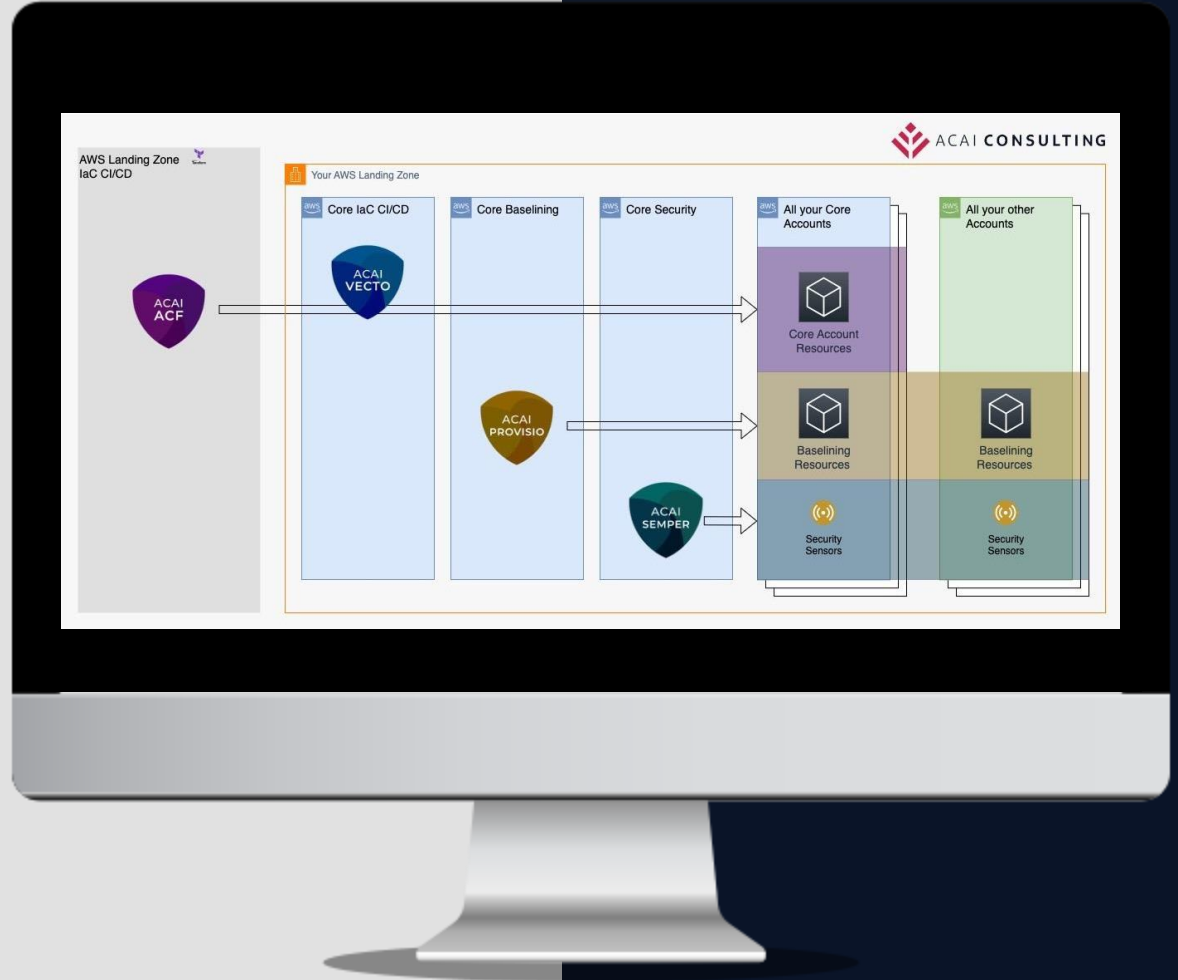 ACAI CONSULTING
AWS Landing Zone
IaC CI/CD
Your AWS Landing Zone
aws Core IaC CI/CD
aws Core Baselining
aws Core Security
aws All your Core
Accounts
aws All your other
Accounts
ACAI
VECTO
ACAI
ACF
Core Account
Resources
ACAI
PROVISIO
Baselining
Resources
Baselining
Resources
ACAI
SEMPER
Security
Sensors
Security
Sensors